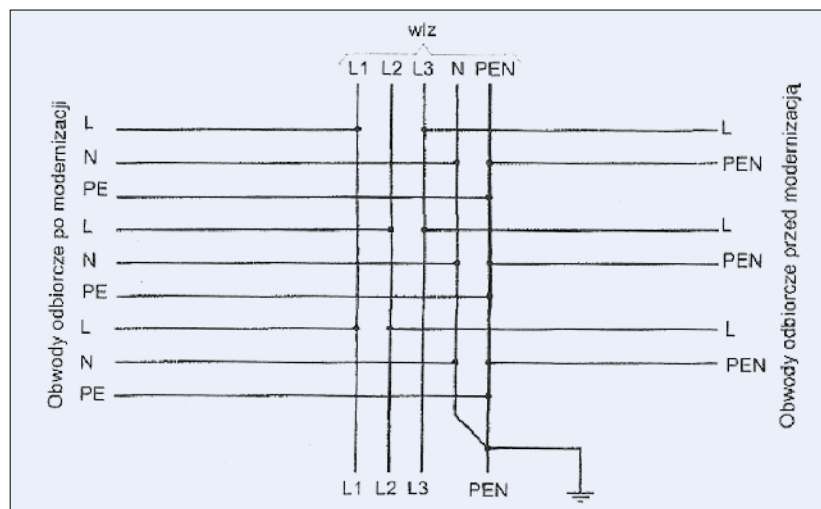 wlz
L1 L2 L3 N PEN
Obwody odbiorcze po modernizacji
L
N
PE
L
N
PE
L
N
PE
L
PEN
L
PEN
L
PEN
Obwody odbiorcze przed modernizacją
L1 L2 L3 PEN